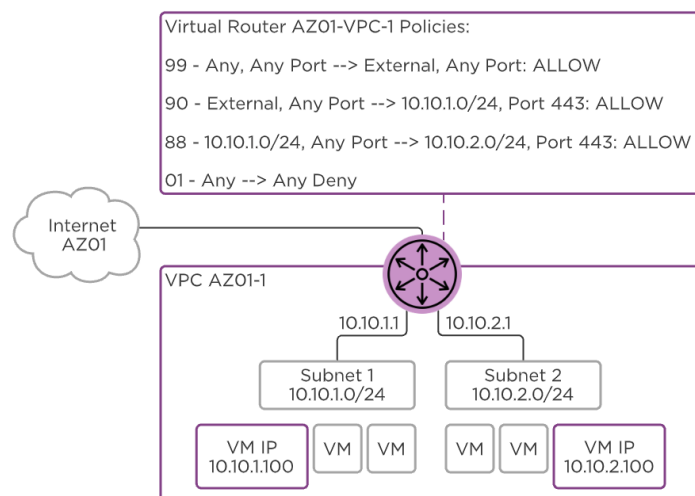 Virtual Router AZ01-VPC-1 Policies:
99 - Any, Any Port --> External, Any Port: ALLOW
90 - External, Any Port --> 10.10.1.0/24, Port 443: ALLOW
88 - 10.10.1.0/24, Any Port --> 10.10.2.0/24, Port 443: ALLOW
01 - Any --> Any Deny
Internet
AZ01
VPC AZ01-1
10.10.1.1
10.10.2.1
Subnet 1
10.10.1.0/24
Subnet 2
10.10.2.0/24
VM IP
10.10.1.100
VM
VM
VM
VM
VM IP
10.10.2.100